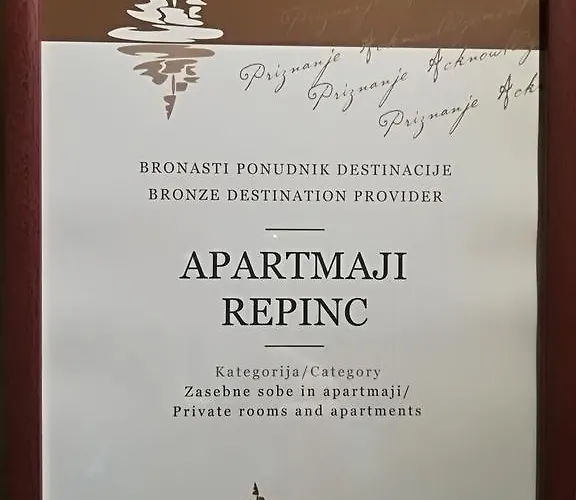 Priznanje Acknow
Priznanje Acknow
Priznanje Ack
BRONASTI PONUDNIK DESTINACIJE
BRONZE DESTINATION PROVIDER
APARTMAJI
REPINC
Kategorija/Category
Zasebne sobe in apartmaji/
Private rooms and apartments